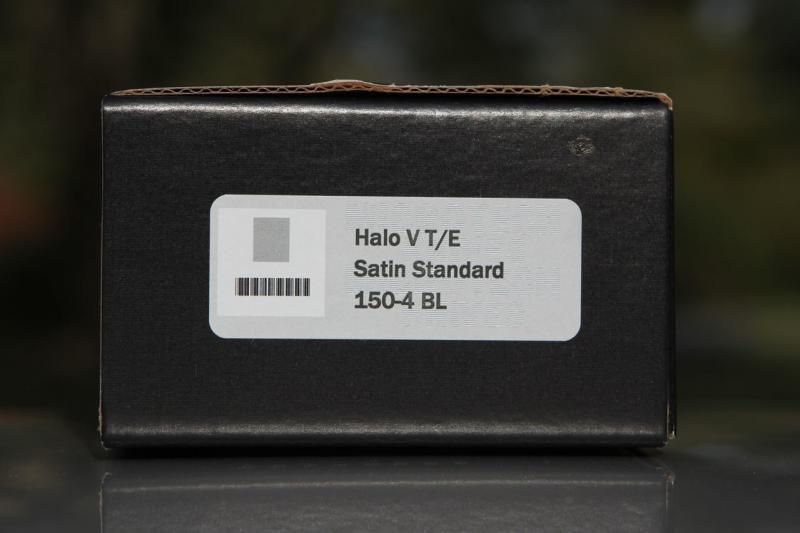 Halo V T/E
Satin Standard
150-4 BL